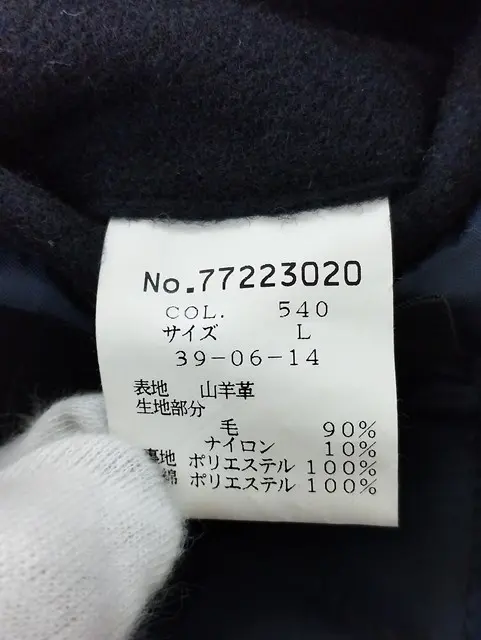 No.77223020
COL. 540
サイズ L
39-06-14
表地 山羊革
生地部分
毛 90%
ナイロン 10%
裏地 ポリエステル 100%
綿 ポリエステル 100%